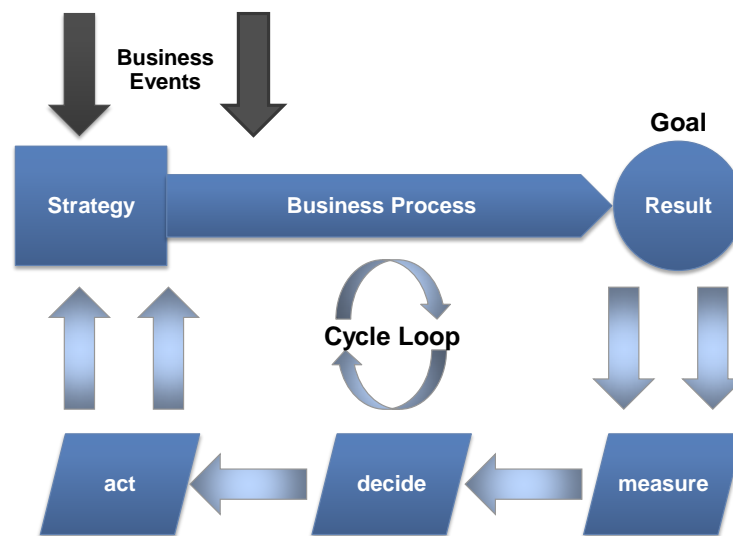 Business
Events
Goal
Strategy
Business Process
Result
Cycle Loop
act
decide
measure